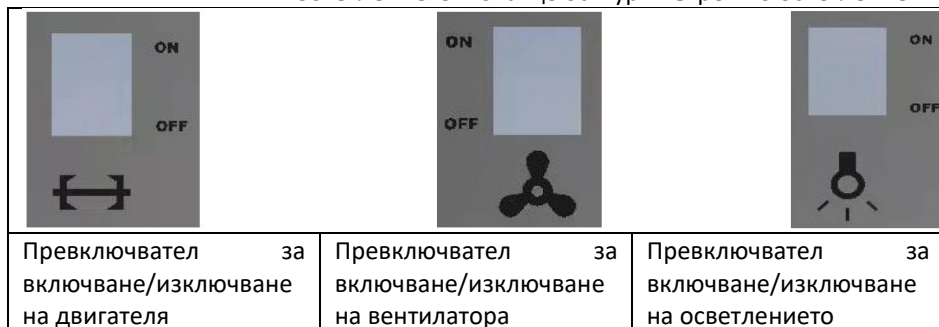 ON
OFF
ON
OFF
ON
OFF
Превключвател за
включване/изключване
на двигателя
Превключвател за
включване/изключване
на вентилатора
Превключвател за
включване/изключване
на осветлението